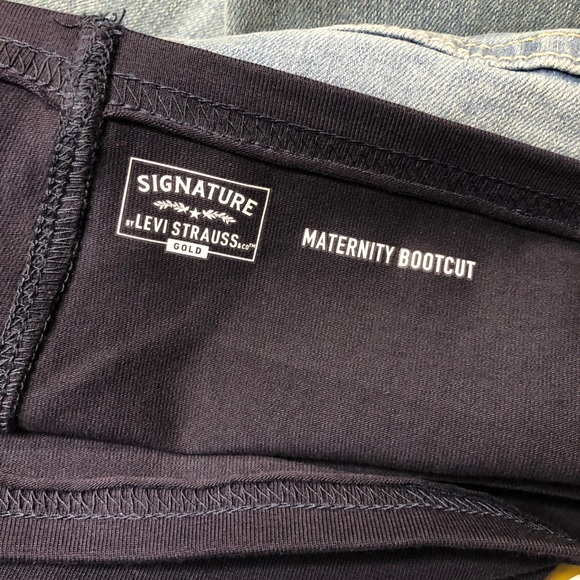 SIGNATURE
BY LEVI STRAUSS & CO™
GOLD
MATERNITY BOOTCUT